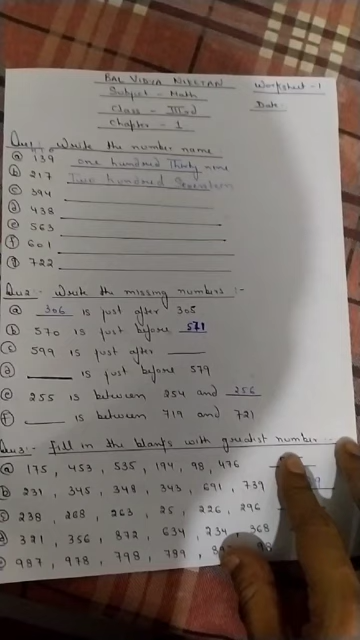 BAL VIDYA NIKETAN
Worksheet - 1
Subject - Math
Date:
Class - IIIrd
Chapter - 1
Que1:- Write the number name
H T O
(a) 139 one hundred Thirty nine
(b) 217 Two hundred Seventeen
(c) 394
(d) 438
(e) 563
(f) 601
(g) 722
Que2:- Write the missing numbers :-
(a) 306 is just after 305
(b) 570 is just before 571
(c) 599 is just after ____
(d) ____ is just before 579
(e) 255 is between 254 and 256
(f) ____ is between 719 and 721
Que3:- Fill in the blanks with greatest number :-
(a) 175, 453, 535, 194, 98, 476
(b) 231, 345, 348, 343, 691, 739
(c) 238, 268, 263, 25, 226, 296
(d) 321, 356, 872, 634, 234, 368
(e) 987, 978, 798, 789,